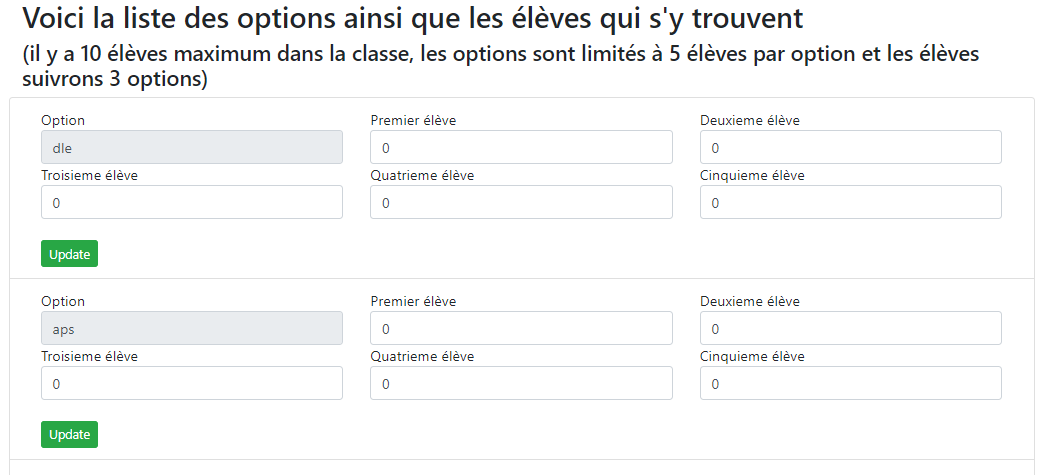 Voici la liste des options ainsi que les élèves qui s'y trouvent
(il y a 10 élèves maximum dans la classe, les options sont limités à 5 élèves par option et les élèves
suivrons 3 options)
Option Premier élève Deuxieme élève
dle 0 0
Troisieme élève Quatrieme élève Cinquieme élève
0 0 0
Update
Option Premier élève Deuxieme élève
aps 0 0
Troisieme élève Quatrieme élève Cinquieme élève
0 0 0
Update